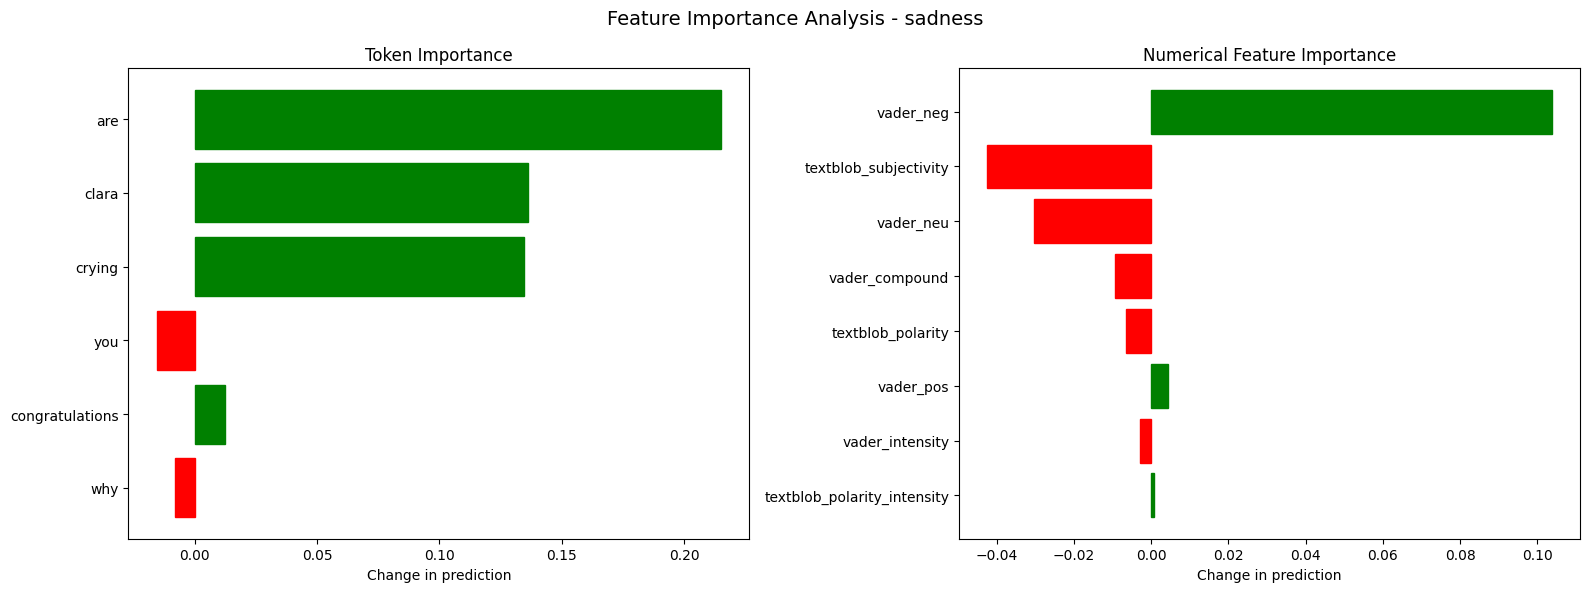 Feature Importance Analysis - sadness
Token Importance
are
clara
crying
you
congratulations
why
0.00 0.05 0.10 0.15 0.20
Change in prediction
Numerical Feature Importance
vader_neg
textblob_subjectivity
vader_neu
vader_compound
textblob_polarity
vader_pos
vader_intensity
textblob_polarity_intensity
−0.04 −0.02 0.00 0.02 0.04 0.06 0.08 0.10
Change in prediction